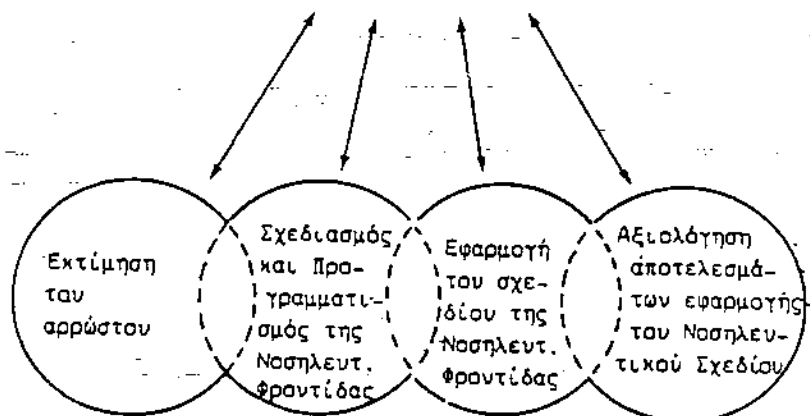 Εκτίμηση
του
αρρώστου
Σχεδιασμός
και Προ-
γραμματι-
σμός της
Νοσηλευτ.
Φροντίδας
Εφαρμογή
του σχε-
δίου της
Νοσηλευτ.
Φροντίδας
Αξιολόγηση
άποτελεσμά-
των εφαρμογής
του Νοσηλευ-
τικού Σχεδίου